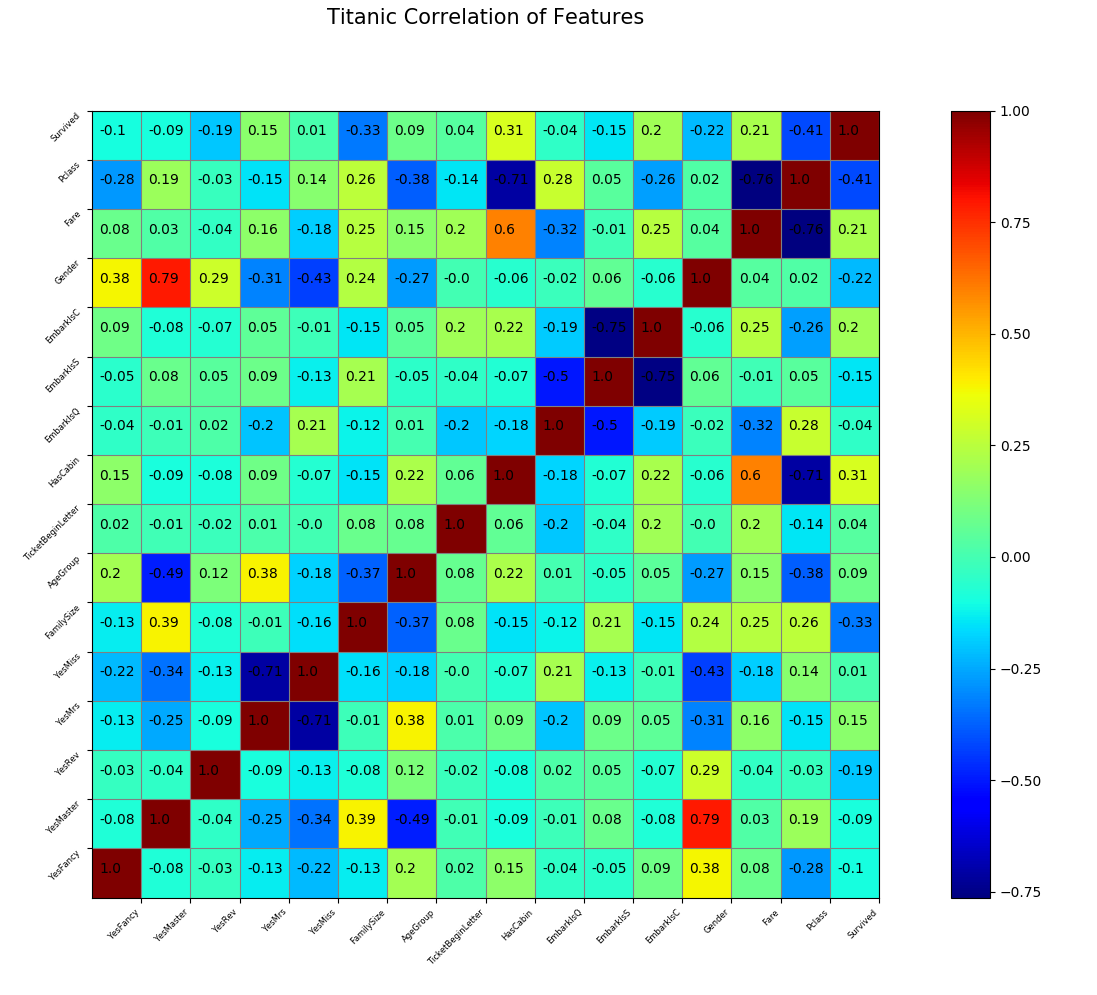 Titanic Correlation of Features
Survived -0.1 -0.09 -0.19 0.15 0.01 -0.33 0.09 0.04 0.31 -0.04 -0.15 0.2 -0.22 0.21 -0.41 1.0
Pclass -0.28 0.19 -0.03 -0.15 0.14 0.26 -0.38 -0.14 -0.71 0.28 0.05 -0.26 0.02 -0.76 1.0 -0.41
Fare 0.08 0.03 -0.04 0.16 -0.18 0.25 0.15 0.2 0.6 -0.32 -0.01 0.25 0.04 1.0 -0.76 0.21
Gender 0.38 0.79 0.29 -0.31 -0.43 0.24 -0.27 -0.0 -0.06 -0.02 0.06 -0.06 1.0 0.04 0.02 -0.22
EmbarkIsC 0.09 -0.08 -0.07 0.05 -0.01 -0.15 0.05 0.2 0.22 -0.19 -0.75 1.0 -0.06 0.25 -0.26 0.2
EmbarkIsS -0.05 0.08 0.05 0.09 -0.13 0.21 -0.05 -0.04 -0.07 -0.5 1.0 -0.75 0.06 -0.01 0.05 -0.15
EmbarkIsQ -0.04 -0.01 0.02 -0.2 0.21 -0.12 0.01 -0.2 -0.18 1.0 -0.5 -0.19 -0.02 -0.32 0.28 -0.04
HasCabin 0.15 -0.09 -0.08 0.09 -0.07 -0.15 0.22 0.06 1.0 -0.18 -0.07 0.22 -0.06 0.6 -0.71 0.31
TicketBeginLetter 0.02 -0.01 -0.02 0.01 -0.0 0.08 0.08 1.0 0.06 -0.2 -0.04 0.2 -0.0 0.2 -0.14 0.04
AgeGroup 0.2 -0.49 0.12 0.38 -0.18 -0.37 1.0 0.08 0.22 0.01 -0.05 0.05 -0.27 0.15 -0.38 0.09
FamilySize -0.13 0.39 -0.08 -0.01 -0.16 1.0 -0.37 0.08 -0.15 -0.12 0.21 -0.15 0.24 0.25 0.26 -0.33
YesMiss -0.22 -0.34 -0.13 -0.71 1.0 -0.16 -0.18 -0.0 -0.07 0.21 -0.13 -0.01 -0.43 -0.18 0.14 0.01
YesMrs -0.13 -0.25 -0.09 1.0 -0.71 -0.01 0.38 0.01 0.09 -0.2 0.09 0.05 -0.31 0.16 -0.15 0.15
YesRev -0.03 -0.04 1.0 -0.09 -0.13 -0.08 0.12 -0.02 -0.08 0.02 0.05 -0.07 0.29 -0.04 -0.03 -0.19
YesMaster -0.08 1.0 -0.04 -0.25 -0.34 0.39 -0.49 -0.01 -0.09 -0.01 0.08 -0.08 0.79 0.03 0.19 -0.09
YesFancy 1.0 -0.08 -0.03 -0.13 -0.22 -0.13 0.2 0.02 0.15 -0.04 -0.05 0.09 0.38 0.08 -0.28 -0.1
YesFancy YesMaster YesRev YesMrs YesMiss FamilySize AgeGroup TicketBeginLetter HasCabin EmbarkIsQ EmbarkIsS EmbarkIsC Gender Fare Pclass Survived
1.00
0.75
0.50
0.25
0.00
−0.25
−0.50
−0.75